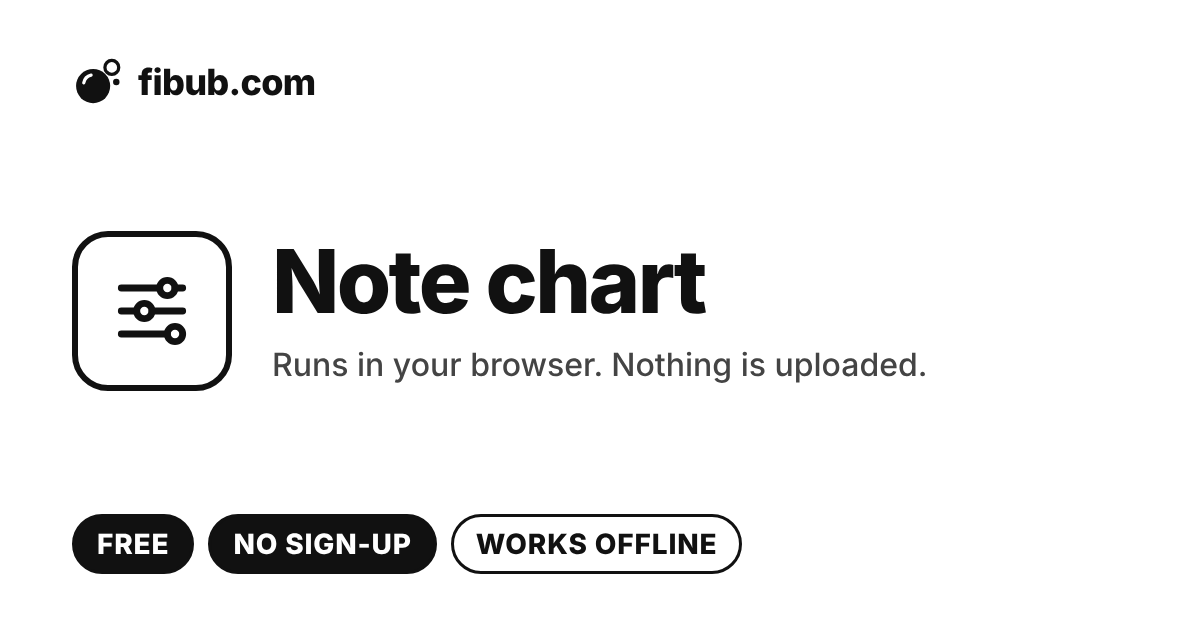 fibub.com
Note chart
Runs in your browser. Nothing is uploaded.
FREE
NO SIGN-UP
WORKS OFFLINE